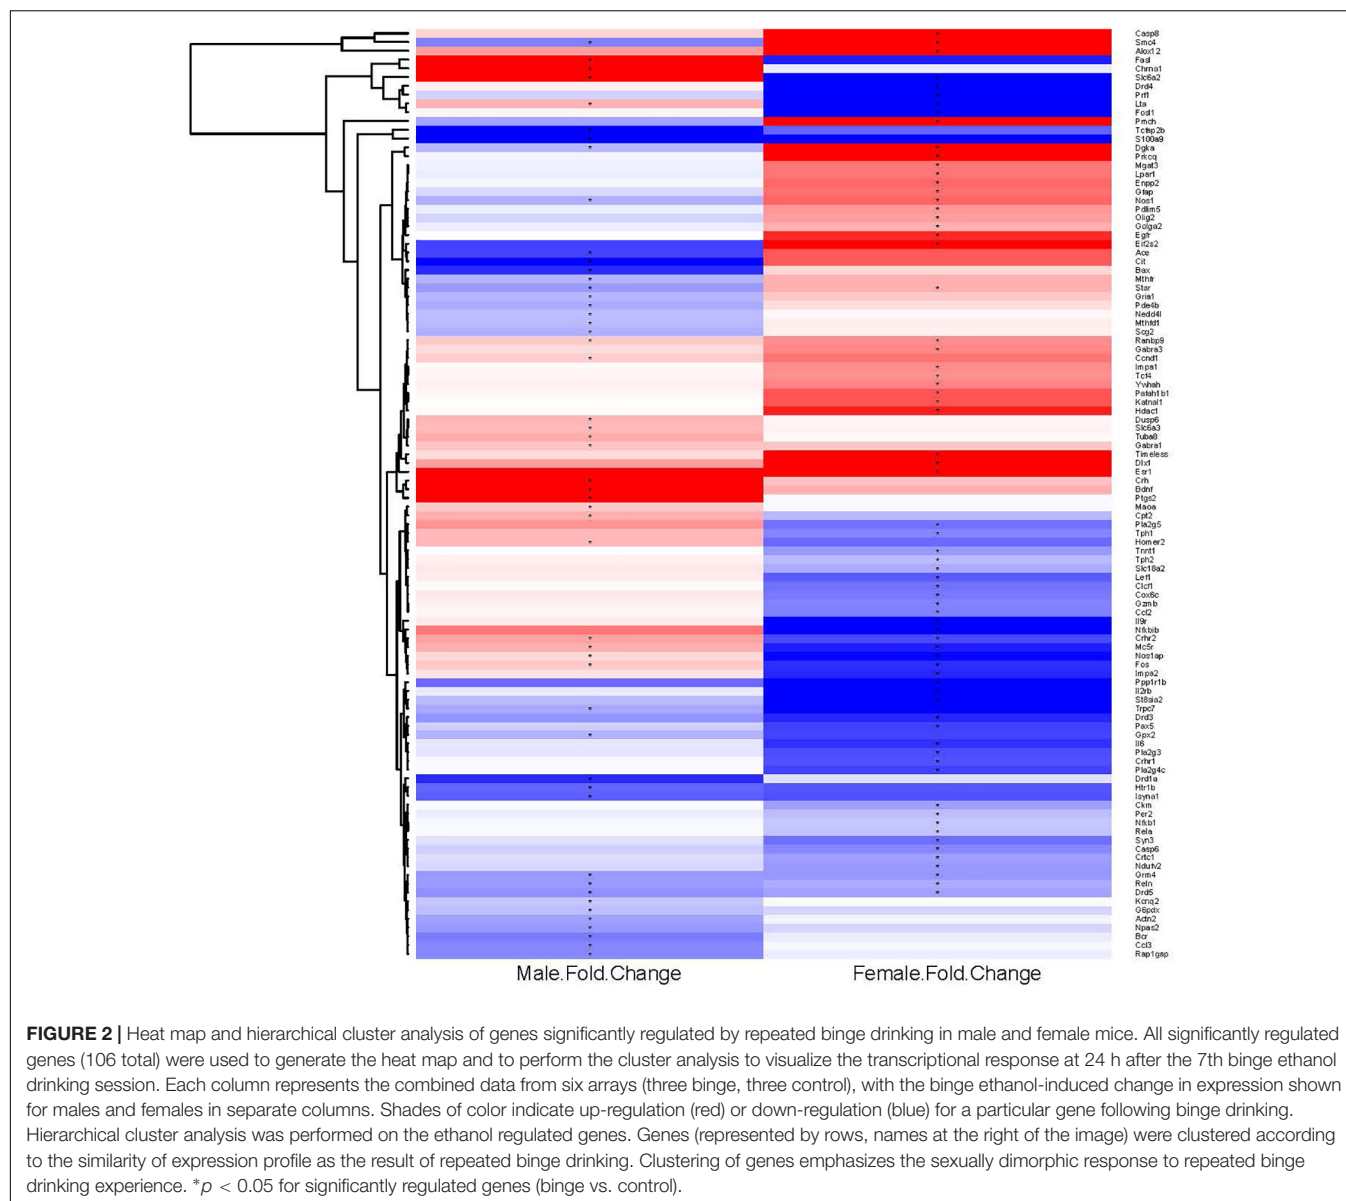 Casp8
Smc4
Alox12
Fasl
Chrna1
Slc6a2
Drd4
Prf1
Lta
Fosl1
Pmch
Tcfap2b
S100a9
Dgka
Prkcq
Mgat3
Lpar1
Enpp2
Gfap
Nos1
Pdlim5
Olig2
Golga2
Egfr
Eif2s2
Ace
Cit
Bax
Mthfr
Star
Gria1
Pde4b
Nedd4l
Mthfd1
Scg2
Ranbp9
Gabra3
Ccnd1
Impa1
Tcf4
Ywhah
Pafah1b1
Katnal1
Hdac1
Dusp6
Slc6a3
Tuba8
Gabra1
Timeless
Dlx1
Esr1
Crh
Bdnf
Ptgs2
Maoa
Cpt2
Pla2g5
Tph1
Homer2
Tnnt1
Tph2
Slc18a2
Lef1
Clcf1
Cox6c
Gzmb
Ccl2
Il9r
Nfkbib
Crhr2
Mc5r
Nos1ap
Fos
Impa2
Ppp1r1b
Il2rb
St8sia2
Trpc7
Drd3
Pax5
Gpx2
Il6
Pla2g3
Crhr1
Pla2g4c
Drd1a
Htr1b
Isyna1
Ckm
Per2
Nfkb1
Rela
Syn3
Casp6
Crtc1
Ndufv2
Grm4
Reln
Drd5
Kcnq2
G6pdx
Actn2
Npas2
Bcr
Ccl3
Rap1gap
Male.Fold.Change Female.Fold.Change
FIGURE 2 | Heat map and hierarchical cluster analysis of genes significantly regulated by repeated binge drinking in male and female mice. All significantly regulated
genes (106 total) were used to generate the heat map and to perform the cluster analysis to visualize the transcriptional response at 24 h after the 7th binge ethanol
drinking session. Each column represents the combined data from six arrays (three binge, three control), with the binge ethanol-induced change in expression shown
for males and females in separate columns. Shades of color indicate up-regulation (red) or down-regulation (blue) for a particular gene following binge drinking.
Hierarchical cluster analysis was performed on the ethanol regulated genes. Genes (represented by rows, names at the right of the image) were clustered according
to the similarity of expression profile as the result of repeated binge drinking. Clustering of genes emphasizes the sexually dimorphic response to repeated binge
drinking experience. *p < 0.05 for significantly regulated genes (binge vs. control).